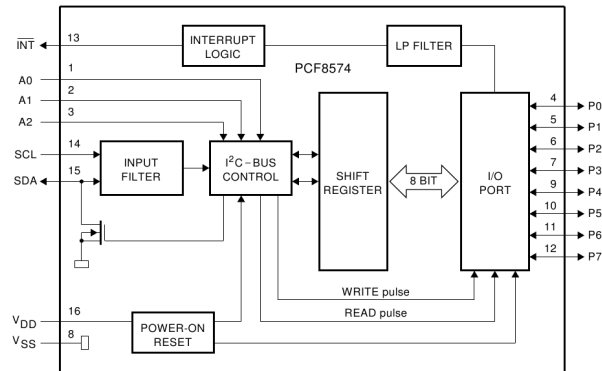 INT 13 INTERRUPT LOGIC LP FILTER
PCF8574
A0 1
A1 2
A2 3
SCL 14
SDA 15
INPUT FILTER
I²C-BUS CONTROL
SHIFT REGISTER
8 BIT
I/O PORT
4 P0
5 P1
6 P2
7 P3
9 P4
10 P5
11 P6
12 P7
WRITE pulse
READ pulse
VDD 16
VSS 8
POWER-ON RESET